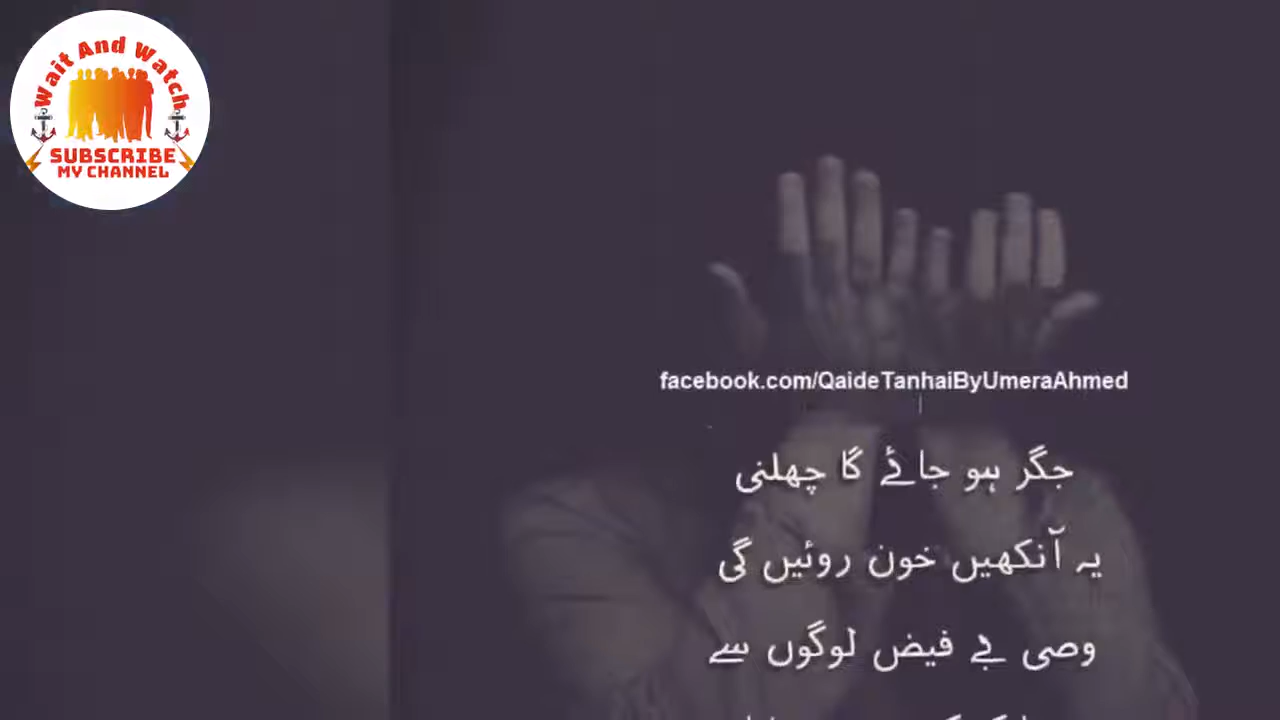 Wait And Watch
SUBSCRIBE
MY CHANNEL
facebook.com/QaideTanhaiByUmeraAhmed
جگر ہو جائے گا چھلنی
یہ آنکھیں خون روئیں گی
وصی بے فیض لوگوں سے